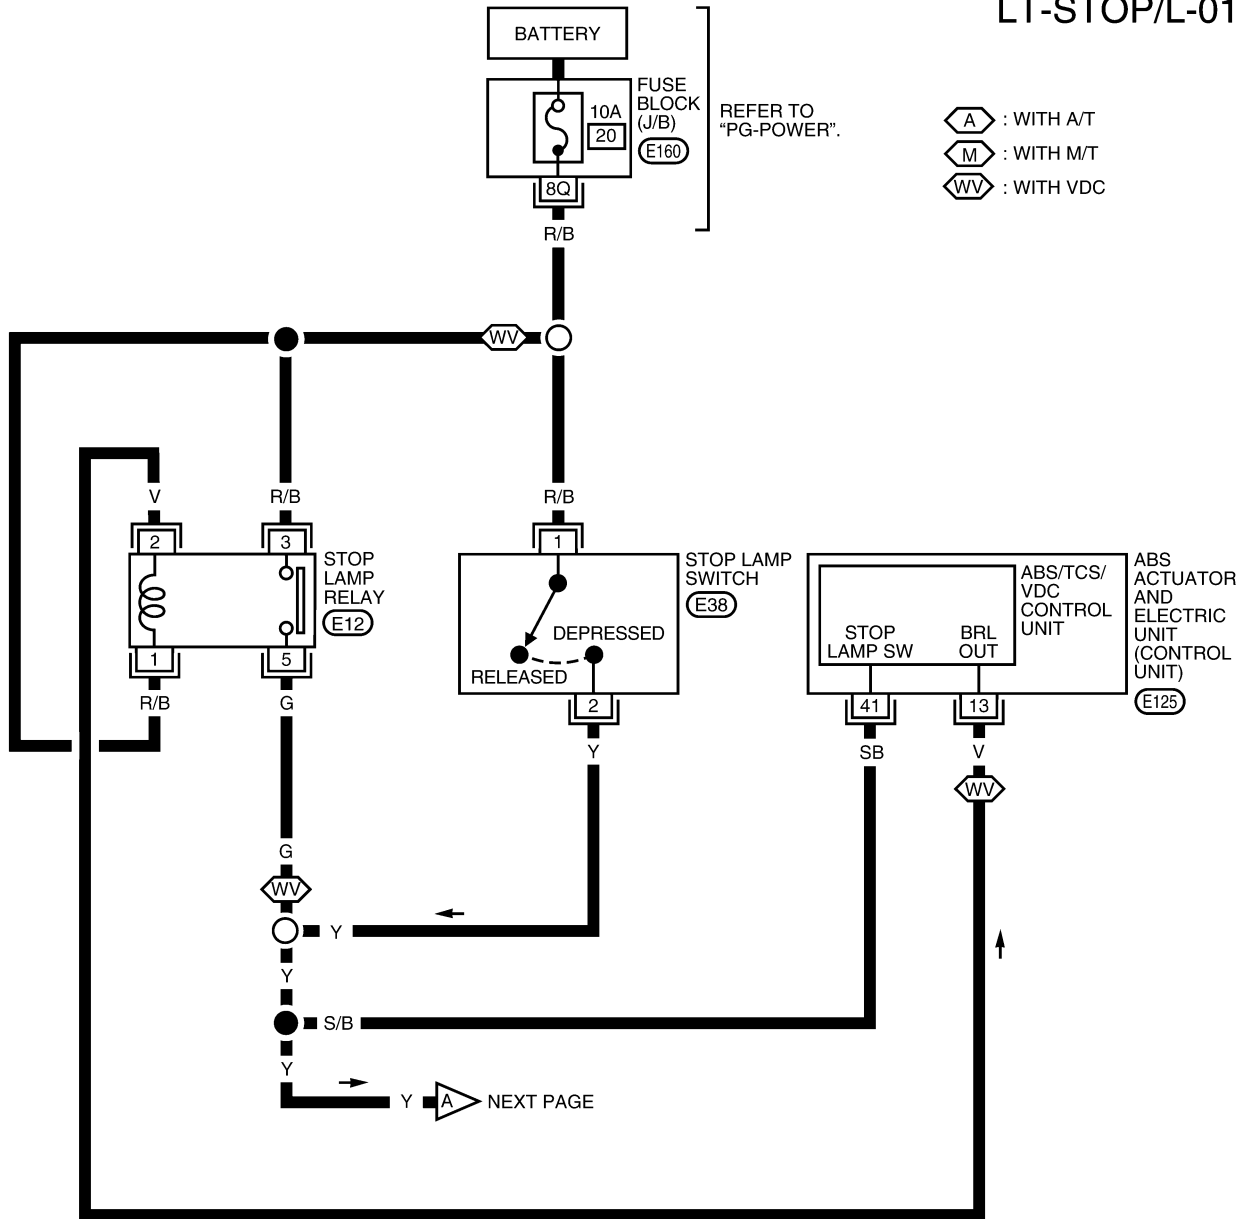 LT-STOP/L-01
BATTERY
FUSE
BLOCK
(J/B)
10A
20
E160
REFER TO
“PG-POWER”.
A : WITH A/T
M : WITH M/T
WV : WITH VDC
8Q
R/B
WV
V
R/B
R/B
2
3
1
STOP
LAMP
RELAY
E12
1
5
STOP LAMP
SWITCH
E38
DEPRESSED
RELEASED
2
ABS/TCS/
VDC
CONTROL
UNIT
STOP
LAMP SW
BRL
OUT
ABS
ACTUATOR
AND
ELECTRIC
UNIT
(CONTROL
UNIT)
E125
41
13
R/B
G
Y
SB
V
WV
G
WV
Y
Y
S/B
Y
Y
A
NEXT PAGE